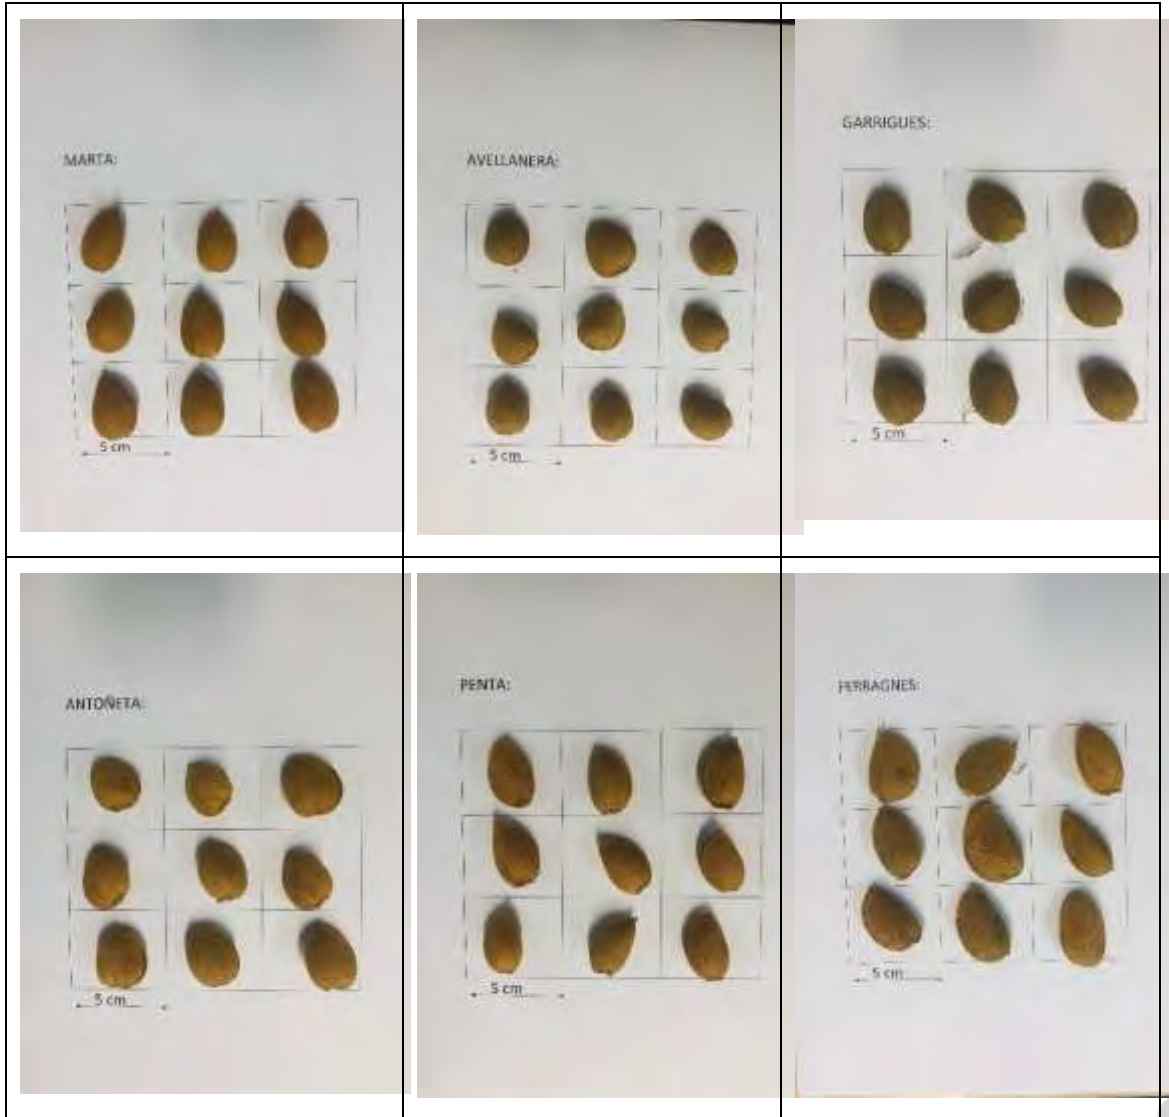 MARTA:
5 cm
AVELLANERA:
5 cm
GARRIGUES:
5 cm
ANTOÑETA:
5 cm
PENTA:
5 cm
FERRAGNES:
5 cm